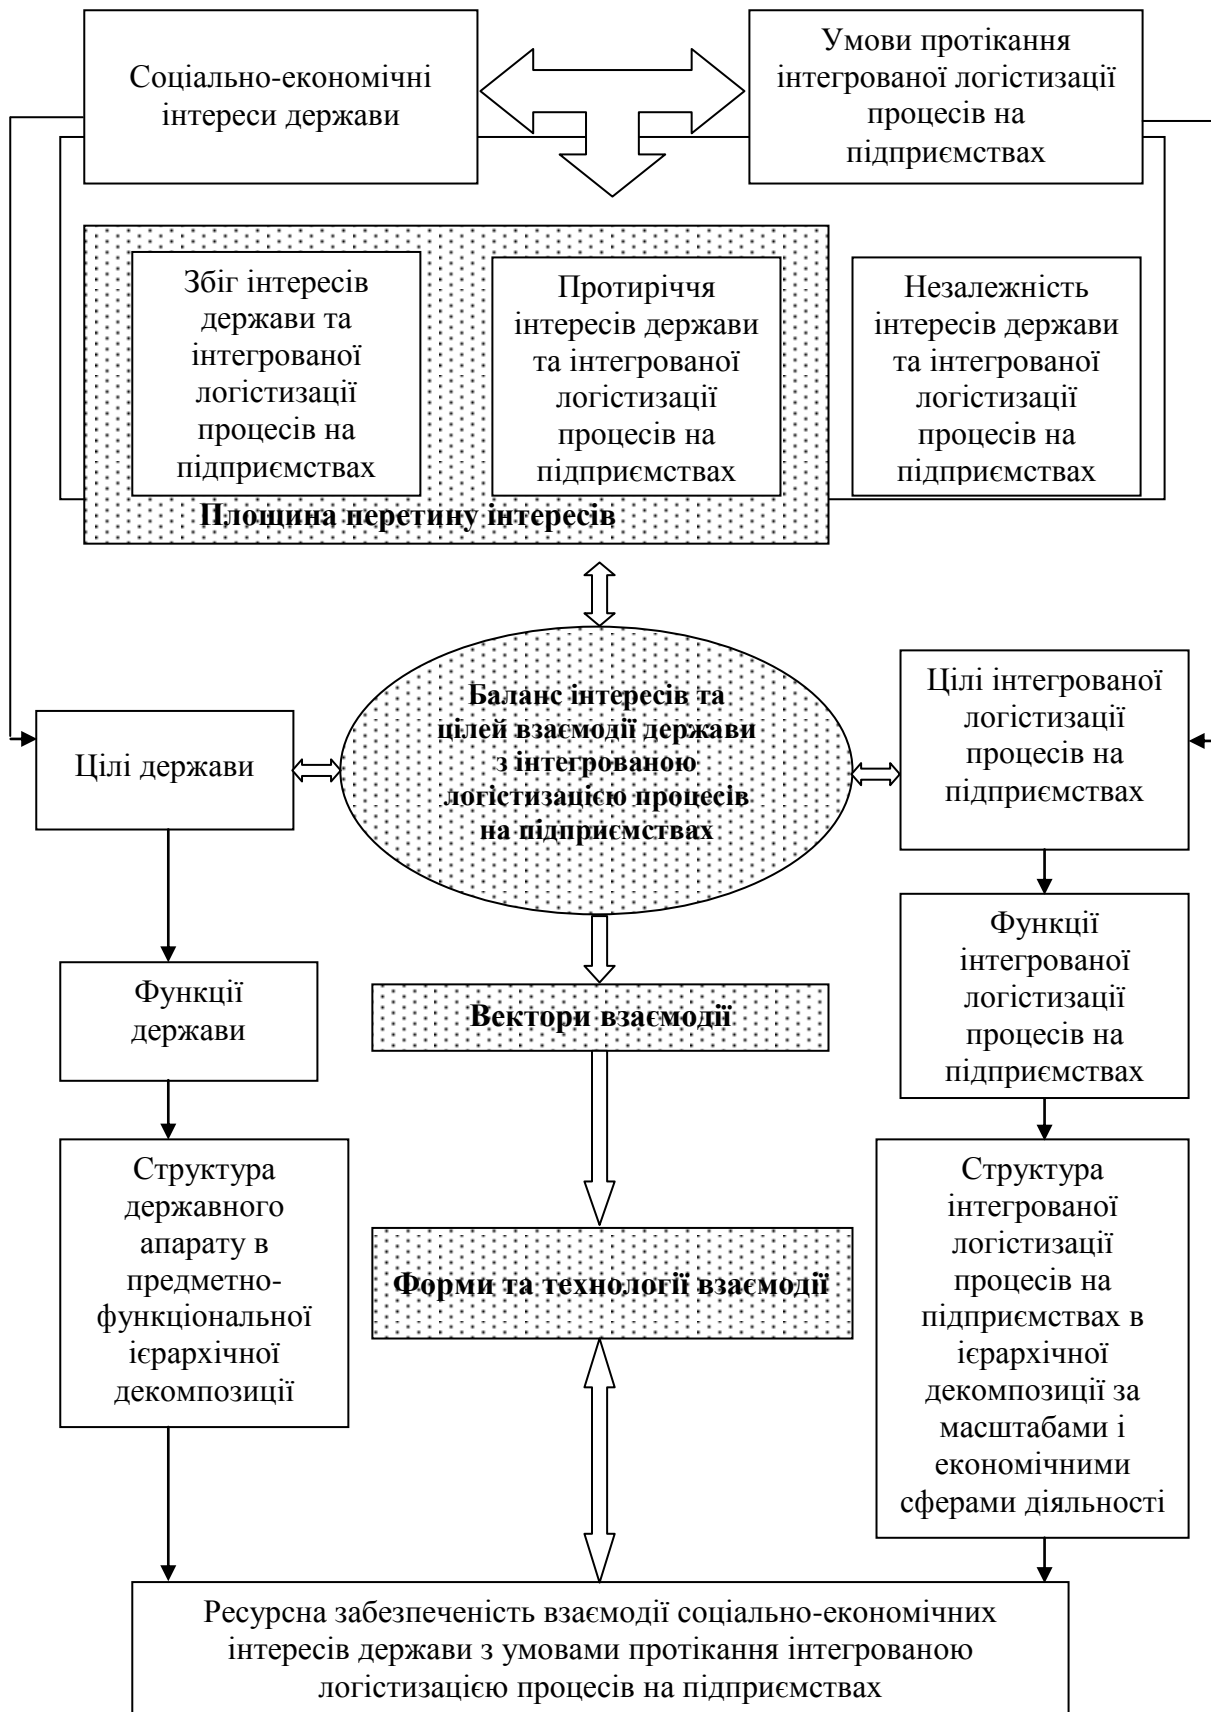 Соціально-економічні
інтереси держави
Умови протікання
інтегрованої логістизації
процесів на
підприємствах
Збіг інтересів
держави та
інтегрованої
логістизації
процесів на
підприємствах
Протиріччя
інтересів держави
та інтегрованої
логістизації
процесів на
підприємствах
Незалежність
інтересів держави
та інтегрованої
логістизації
процесів на
підприємствах
Площина перетину інтересів
Баланс інтересів та
цілей взаємодії держави
з інтегрованою
логістизацією процесів
на підприємствах
Цілі держави
Цілі інтегрованої
логістизації
процесів на
підприємствах
Функції
держави
Вектори взаємодії
Функції
інтегрованої
логістизації
процесів на
підприємствах
Структура
державного
апарату в
предметно-
функціональної
ієрархічної
декомпозиції
Форми та технології взаємодії
Структура
інтегрованої
логістизації
процесів на
підприємствах в
ієрархічної
декомпозиції за
масштабами і
економічними
сферами діяльності
Ресурсна забезпеченість взаємодії соціально-економічних
інтересів держави з умовами протікання інтегрованою
логістизацією процесів на підприємствах